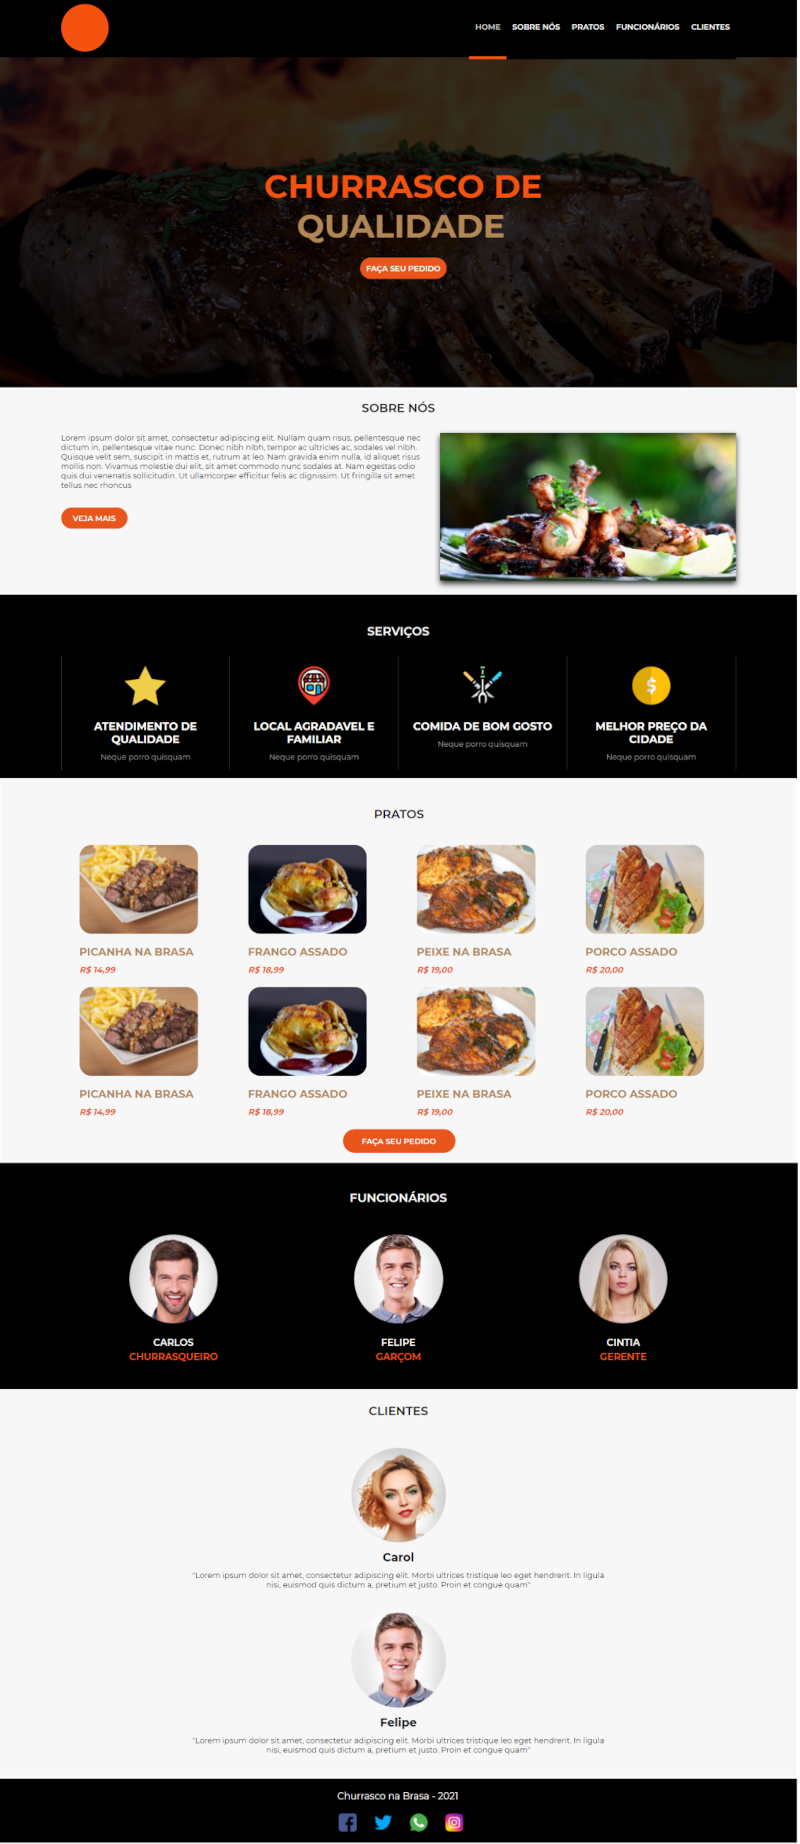 HOME SOBRE NÓS PRATOS FUNCIONÁRIOS CLIENTES
CHURRASCO DE
QUALIDADE
FAÇA SEU PEDIDO
SOBRE NÓS
Lorem ipsum dolor sit amet, consectetur adipiscing elit. Nullam quam risus, pellentesque nec
dictum in, pellentesque vitae nunc. Donec nibh nibh, tempor ac ultricies ac, sodales vel nibh.
Quisque velit sem, suscipit in mattis et, rutrum at leo. Nam gravida enim nulla, id aliquet risus
mollis non. Vivamus molestie dui elit, sit amet commodo nunc sodales at. Nam egestas odio
quis dui venenatis sollicitudin. Ut ullamcorper efficitur felis ac dignissim. Ut fringilla sit amet
tellus nec rhoncus
VEJA MAIS
SERVIÇOS
ATENDIMENTO DE
QUALIDADE
Neque porro quisquam
LOCAL AGRADAVEL E
FAMILIAR
Neque porro quisquam
COMIDA DE BOM GOSTO
Neque porro quisquam
MELHOR PREÇO DA
CIDADE
Neque porro quisquam
PRATOS
PICANHA NA BRASA
R$ 14,99
FRANGO ASSADO
R$ 18,99
PEIXE NA BRASA
R$ 19,00
PORCO ASSADO
R$ 20,00
PICANHA NA BRASA
R$ 14,99
FRANGO ASSADO
R$ 18,99
PEIXE NA BRASA
R$ 19,00
PORCO ASSADO
R$ 20,00
FAÇA SEU PEDIDO
FUNCIONÁRIOS
CARLOS
CHURRASQUEIRO
FELIPE
GARÇOM
CINTIA
GERENTE
CLIENTES
Carol
"Lorem ipsum dolor sit amet, consectetur adipiscing elit. Morbi ultrices tristique leo eget hendrerit. In ligula
nisi, euismod quis dictum a, pretium et justo. Proin et congue quam"
Felipe
"Lorem ipsum dolor sit amet, consectetur adipiscing elit. Morbi ultrices tristique leo eget hendrerit. In ligula
nisi, euismod quis dictum a, pretium et justo. Proin et congue quam"
Churrasco na Brasa - 2021